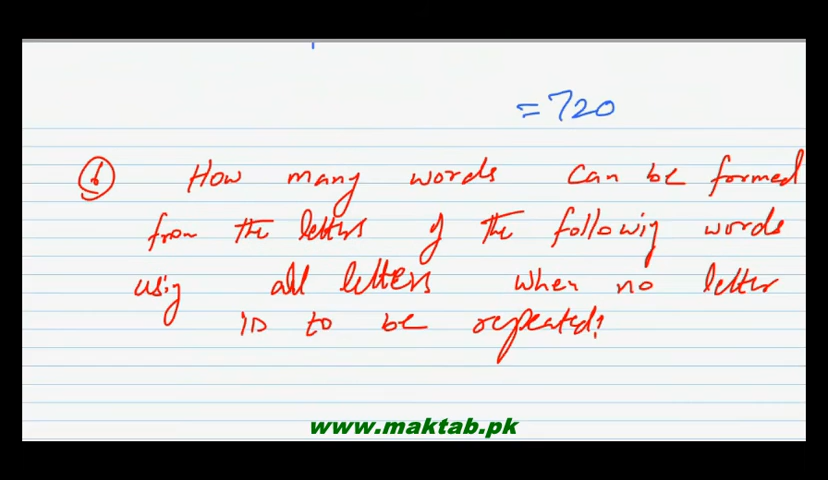 = 720
6 How many words can be formed
from the letters of the following words
using all letters when no letter
is to be repeated?
www.maktab.pk